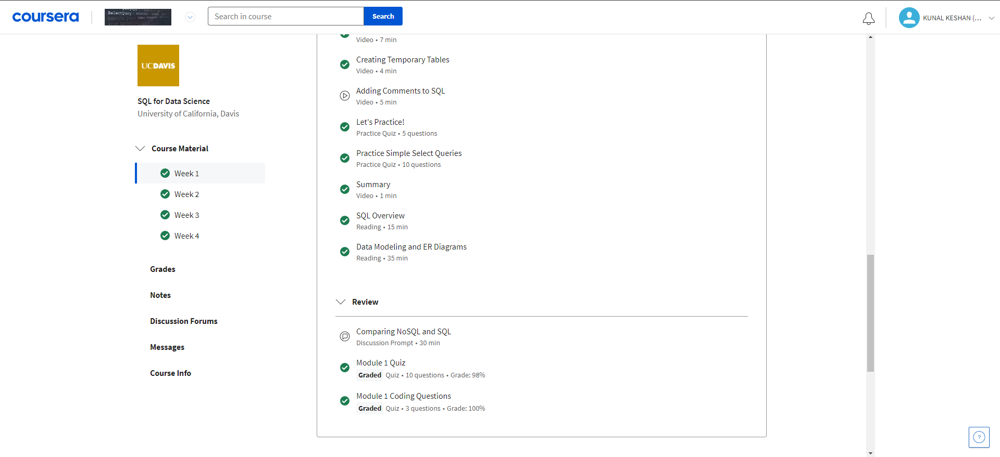 coursera
SelectQuery
Search in course
Search
KUNAL KESHAN (...
UCDAVIS
SQL for Data Science
University of California, Davis
Course Material
Week 1
Week 2
Week 3
Week 4
Grades
Notes
Discussion Forums
Messages
Course Info
Video • 7 min
Creating Temporary Tables
Video • 4 min
Adding Comments to SQL
Video • 5 min
Let's Practice!
Practice Quiz • 5 questions
Practice Simple Select Queries
Practice Quiz • 10 questions
Summary
Video • 1 min
SQL Overview
Reading • 15 min
Data Modeling and ER Diagrams
Reading • 35 min
Review
Comparing NoSQL and SQL
Discussion Prompt • 30 min
Module 1 Quiz
Graded Quiz • 10 questions • Grade: 98%
Module 1 Coding Questions
Graded Quiz • 3 questions • Grade: 100%
?